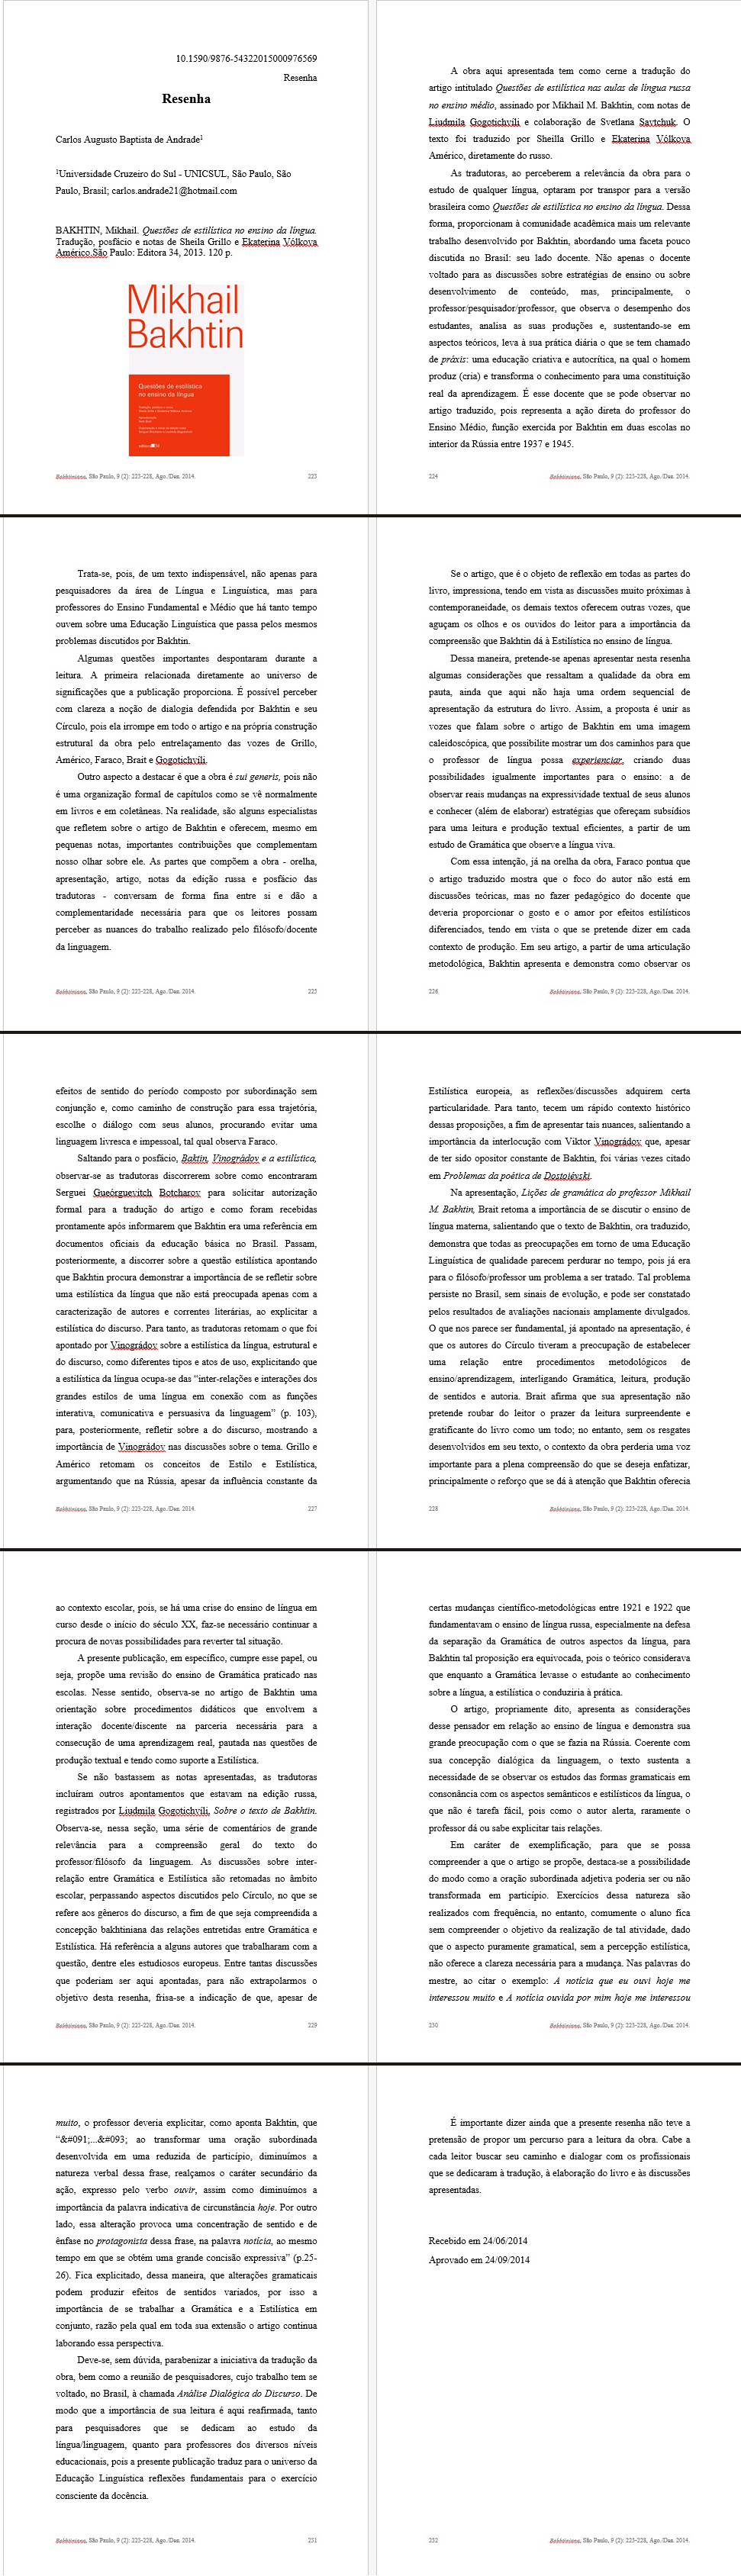 10.1590/9876-54322015000976569
Resenha
Resenha
Carlos Augusto Baptista de Andrade1
1Universidade Cruzeiro do Sul - UNICSUL, São Paulo, São
Paulo, Brasil; carlos.andrade21@hotmail.com
BAKHTIN, Mikhail. Questões de estilística no ensino da língua.
Tradução, posfácio e notas de Sheila Grillo e Ekaterina Vólkova
Américo.São Paulo: Editora 34, 2013. 120 p.
Mikhail
Bakhtin
Questões de estilística
no ensino da língua
Bakhtiniana, São Paulo, 9 (2): 223-228, Ago./Dez. 2014.
223
A obra aqui apresentada tem como cerne a tradução do
artigo intitulado Questões de estilística nas aulas de língua russa
no ensino médio, assinado por Mikhail M. Bakhtin, com notas de
Liudmila Gogotichvíli e colaboração de Svetlana Savtchuk. O
texto foi traduzido por Sheilla Grillo e Ekaterina Vólkova
Américo, diretamente do russo.
As tradutoras, ao perceberem a relevância da obra para o
estudo de qualquer língua, optaram por transpor para a versão
brasileira como Questões de estilística no ensino da língua. Dessa
forma, proporcionam à comunidade acadêmica mais um relevante
trabalho desenvolvido por Bakhtin, abordando uma faceta pouco
discutida no Brasil: seu lado docente. Não apenas o docente
voltado para as discussões sobre estratégias de ensino ou sobre
desenvolvimento de conteúdo, mas, principalmente, o
professor/pesquisador/professor, que observa o desempenho dos
estudantes, analisa as suas produções e, sustentando-se em
aspectos teóricos, leva à sua prática diária o que se tem chamado
de práxis: uma educação criativa e autocrítica, na qual o homem
produz (cria) e transforma o conhecimento para uma constituição
real da aprendizagem. É esse docente que se pode observar no
artigo traduzido, pois representa a ação direta do professor do
Ensino Médio, função exercida por Bakhtin em duas escolas no
interior da Rússia entre 1937 e 1945.
224
Bakhtiniana, São Paulo, 9 (2): 223-228, Ago./Dez. 2014.
Trata-se, pois, de um texto indispensável, não apenas para
pesquisadores da área de Língua e Linguística, mas para
professores do Ensino Fundamental e Médio que há tanto tempo
ouvem sobre uma Educação Linguística que passa pelos mesmos
problemas discutidos por Bakhtin.
Algumas questões importantes despontaram durante a
leitura. A primeira relacionada diretamente ao universo de
significações que a publicação proporciona. É possível perceber
com clareza a noção de dialogia defendida por Bakhtin e seu
Círculo, pois ela irrompe em todo o artigo e na própria construção
estrutural da obra pelo entrelaçamento das vozes de Grillo,
Américo, Faraco, Brait e Gogotichvíli.
Outro aspecto a destacar é que a obra é sui generis, pois não
é uma organização formal de capítulos como se vê normalmente
em livros e em coletâneas. Na realidade, são alguns especialistas
que refletem sobre o artigo de Bakhtin e oferecem, mesmo em
pequenas notas, importantes contribuições que complementam
nosso olhar sobre ele. As partes que compõem a obra - orelha,
apresentação, artigo, notas da edição russa e posfácio das
tradutoras - conversam de forma fina entre si e dão a
complementaridade necessária para que os leitores possam
perceber as nuances do trabalho realizado pelo filósofo/docente
da linguagem.
Bakhtiniana, São Paulo, 9 (2): 223-228, Ago./Dez. 2014.
225
Se o artigo, que é o objeto de reflexão em todas as partes do
livro, impressiona, tendo em vista as discussões muito próximas à
contemporaneidade, os demais textos oferecem outras vozes, que
aguçam os olhos e os ouvidos do leitor para a importância da
compreensão que Bakhtin dá à Estilística no ensino de língua.
Dessa maneira, pretende-se apenas apresentar nesta resenha
algumas considerações que ressaltam a qualidade da obra em
pauta, ainda que aqui não haja uma ordem sequencial de
apresentação da estrutura do livro. Assim, a proposta é unir as
vozes que falam sobre o artigo de Bakhtin em uma imagem
caleidoscópica, que possibilite mostrar um dos caminhos para que
o professor de língua possa experienciar, criando duas
possibilidades igualmente importantes para o ensino: a de
observar reais mudanças na expressividade textual de seus alunos
e conhecer (além de elaborar) estratégias que ofereçam subsídios
para uma leitura e produção textual eficientes, a partir de um
estudo de Gramática que observe a língua viva.
Com essa intenção, já na orelha da obra, Faraco pontua que
o artigo traduzido mostra que o foco do autor não está em
discussões teóricas, mas no fazer pedagógico do docente que
deveria proporcionar o gosto e o amor por efeitos estilísticos
diferenciados, tendo em vista o que se pretende dizer em cada
contexto de produção. Em seu artigo, a partir de uma articulação
metodológica, Bakhtin apresenta e demonstra como observar os
226
Bakhtiniana, São Paulo, 9 (2): 223-228, Ago./Dez. 2014.
efeitos de sentido do período composto por subordinação sem
conjunção e, como caminho de construção para essa trajetória,
escolhe o diálogo com seus alunos, procurando evitar uma
linguagem livresca e impessoal, tal qual observa Faraco.
Saltando para o posfácio, Baktin, Vinográdov e a estilística,
observar-se as tradutoras discorrerem sobre como encontraram
Serguei Gueórguevitch Botcharov para solicitar autorização
formal para a tradução do artigo e como foram recebidas
prontamente após informarem que Bakhtin era uma referência em
documentos oficiais da educação básica no Brasil. Passam,
posteriormente, a discorrer sobre a questão estilística apontando
que Bakhtin procura demonstrar a importância de se refletir sobre
uma estilística da língua que não está preocupada apenas com a
caracterização de autores e correntes literárias, ao explicitar a
estilística do discurso. Para tanto, as tradutoras retomam o que foi
apontado por Vinográdov sobre a estilística da língua, estrutural e
do discurso, como diferentes tipos e atos de uso, explicitando que
a estilística da língua ocupa-se das “inter-relações e interações dos
grandes estilos de uma língua em conexão com as funções
interativa, comunicativa e persuasiva da linguagem” (p. 103),
para, posteriormente, refletir sobre a do discurso, mostrando a
importância de Vinográdov nas discussões sobre o tema. Grillo e
Américo retomam os conceitos de Estilo e Estilística,
argumentando que na Rússia, apesar da influência constante da
Bakhtiniana, São Paulo, 9 (2): 223-228, Ago./Dez. 2014.
227
Estilística europeia, as reflexões/discussões adquirem certa
particularidade. Para tanto, tecem um rápido contexto histórico
dessas proposições, a fim de apresentar tais nuances, salientando a
importância da interlocução com Viktor Vinográdov que, apesar
de ter sido opositor constante de Bakhtin, foi várias vezes citado
em Problemas da poética de Dostoiévski.
Na apresentação, Lições de gramática do professor Mikhail
M. Bakhtin, Brait retoma a importância de se discutir o ensino de
língua materna, salientando que o texto de Bakhtin, ora traduzido,
demonstra que todas as preocupações em torno de uma Educação
Linguística de qualidade parecem perdurar no tempo, pois já era
para o filósofo/professor um problema a ser tratado. Tal problema
persiste no Brasil, sem sinais de evolução, e pode ser constatado
pelos resultados de avaliações nacionais amplamente divulgados.
O que nos parece ser fundamental, já apontado na apresentação, é
que os autores do Círculo tiveram a preocupação de estabelecer
uma relação entre procedimentos metodológicos de
ensino/aprendizagem, interligando Gramática, leitura, produção
de sentidos e autoria. Brait afirma que sua apresentação não
pretende roubar do leitor o prazer da leitura surpreendente e
gratificante do livro como um todo; no entanto, sem os resgates
desenvolvidos em seu texto, o contexto da obra perderia uma voz
importante para a plena compreensão do que se deseja enfatizar,
principalmente o reforço que se dá à atenção que Bakhtin oferecia
228
Bakhtiniana, São Paulo, 9 (2): 223-228, Ago./Dez. 2014.
ao contexto escolar, pois, se há uma crise do ensino de língua em
curso desde o início do século XX, faz-se necessário continuar a
procura de novas possibilidades para reverter tal situação.
A presente publicação, em específico, cumpre esse papel, ou
seja, propõe uma revisão do ensino de Gramática praticado nas
escolas. Nesse sentido, observa-se no artigo de Bakhtin uma
orientação sobre procedimentos didáticos que envolvem a
interação docente/discente na parceria necessária para a
consecução de uma aprendizagem real, pautada nas questões de
produção textual e tendo como suporte a Estilística.
Se não bastassem as notas apresentadas, as tradutoras
incluíram outros apontamentos que estavam na edição russa,
registrados por Liudmila Gogotichvíli, Sobre o texto de Bakhtin.
Observa-se, nessa seção, uma série de comentários de grande
relevância para a compreensão geral do texto do
professor/filósofo da linguagem. As discussões sobre inter-
relação entre Gramática e Estilística são retomadas no âmbito
escolar, perpassando aspectos discutidos pelo Círculo, no que se
refere aos gêneros do discurso, a fim de que seja compreendida a
concepção bakhtiniana das relações entretidas entre Gramática e
Estilística. Há referência a alguns autores que trabalharam com a
questão, dentre eles estudiosos europeus. Entre tantas discussões
que poderiam ser aqui apontadas, para não extrapolarmos o
objetivo desta resenha, frisa-se a indicação de que, apesar de
Bakhtiniana, São Paulo, 9 (2): 223-228, Ago./Dez. 2014.
229
certas mudanças científico-metodológicas entre 1921 e 1922 que
fundamentavam o ensino de língua russa, especialmente na defesa
da separação da Gramática de outros aspectos da língua, para
Bakhtin tal proposição era equivocada, pois o teórico considerava
que enquanto a Gramática levasse o estudante ao conhecimento
sobre a língua, a estilística o conduziria à prática.
O artigo, propriamente dito, apresenta as considerações
desse pensador em relação ao ensino de língua e demonstra sua
grande preocupação com o que se fazia na Rússia. Coerente com
sua concepção dialógica da linguagem, o texto sustenta a
necessidade de se observar os estudos das formas gramaticais em
consonância com os aspectos semânticos e estilísticos da língua, o
que não é tarefa fácil, pois como o autor alerta, raramente o
professor dá ou sabe explicitar tais relações.
Em caráter de exemplificação, para que se possa
compreender a que o artigo se propõe, destaca-se a possibilidade
do modo como a oração subordinada adjetiva poderia ser ou não
transformada em particípio. Exercícios dessa natureza são
realizados com frequência, no entanto, comumente o aluno fica
sem compreender o objetivo da realização de tal atividade, dado
que o aspecto puramente gramatical, sem a percepção estilística,
não oferece a clareza necessária para a mudança. Nas palavras do
mestre, ao citar o exemplo: A notícia que eu ouvi hoje me
interessou muito e A notícia ouvida por mim hoje me interessou
230
Bakhtiniana, São Paulo, 9 (2): 223-228, Ago./Dez. 2014.
muito, o professor deveria explicitar, como aponta Bakhtin, que
“&#091;...&#093; ao transformar uma oração subordinada
desenvolvida em uma reduzida de particípio, diminuímos a
natureza verbal dessa frase, realçamos o caráter secundário da
ação, expresso pelo verbo ouvir, assim como diminuímos a
importância da palavra indicativa de circunstância hoje. Por outro
lado, essa alteração provoca uma concentração de sentido e de
ênfase no protagonista dessa frase, na palavra notícia, ao mesmo
tempo em que se obtém uma grande concisão expressiva” (p.25-
26). Fica explicitado, dessa maneira, que alterações gramaticais
podem produzir efeitos de sentidos variados, por isso a
importância de se trabalhar a Gramática e a Estilística em
conjunto, razão pela qual em toda sua extensão o artigo continua
laborando essa perspectiva.
Deve-se, sem dúvida, parabenizar a iniciativa da tradução da
obra, bem como a reunião de pesquisadores, cujo trabalho tem se
voltado, no Brasil, à chamada Análise Dialógica do Discurso. De
modo que a importância de sua leitura é aqui reafirmada, tanto
para pesquisadores que se dedicam ao estudo da
língua/linguagem, quanto para professores dos diversos níveis
educacionais, pois a presente publicação traduz para o universo da
Educação Linguística reflexões fundamentais para o exercício
consciente da docência.
Bakhtiniana, São Paulo, 9 (2): 223-228, Ago./Dez. 2014.
231
É importante dizer ainda que a presente resenha não teve a
pretensão de propor um percurso para a leitura da obra. Cabe a
cada leitor buscar seu caminho e dialogar com os profissionais
que se dedicaram à tradução, à elaboração do livro e às discussões
apresentadas.
Recebido em 24/06/2014
Aprovado em 24/09/2014
232
Bakhtiniana, São Paulo, 9 (2): 223-228, Ago./Dez. 2014.